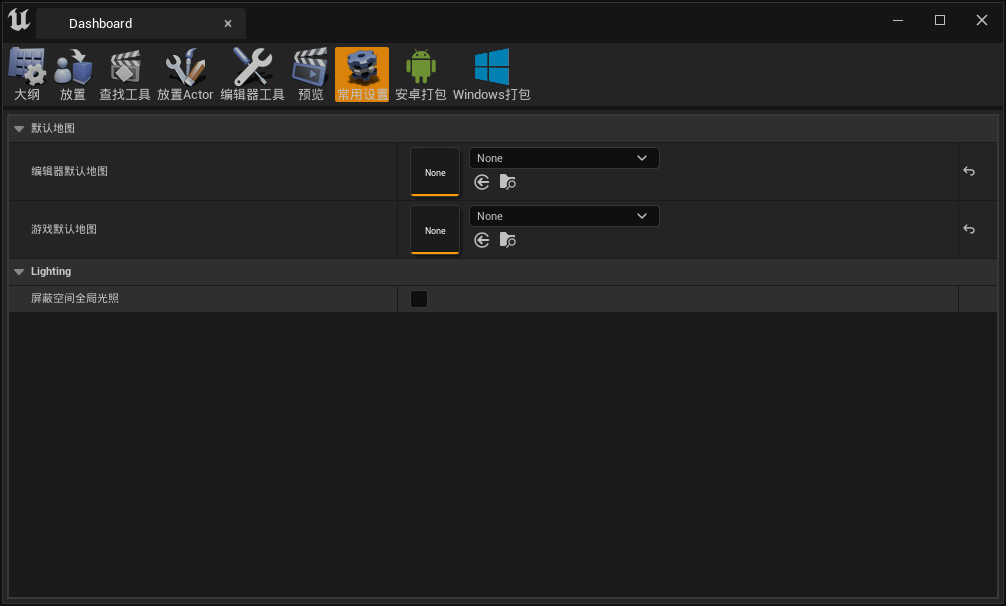 Dashboard
大纲 放置 查找工具 放置Actor 编辑器工具 预览 常用设置 安卓打包 Windows打包
默认地图
编辑器默认地图 None None
游戏默认地图 None None
Lighting
屏蔽空间全局光照